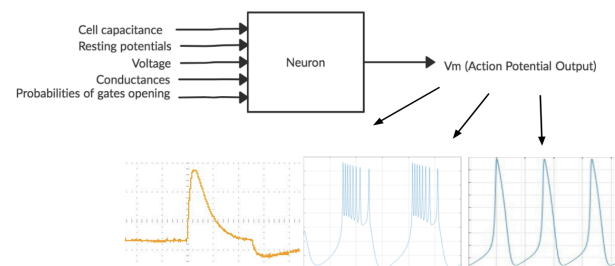 Cell capacitance
Resting potentials
Voltage
Conductances
Probabilities of gates opening
Neuron
Vm (Action Potential Output)